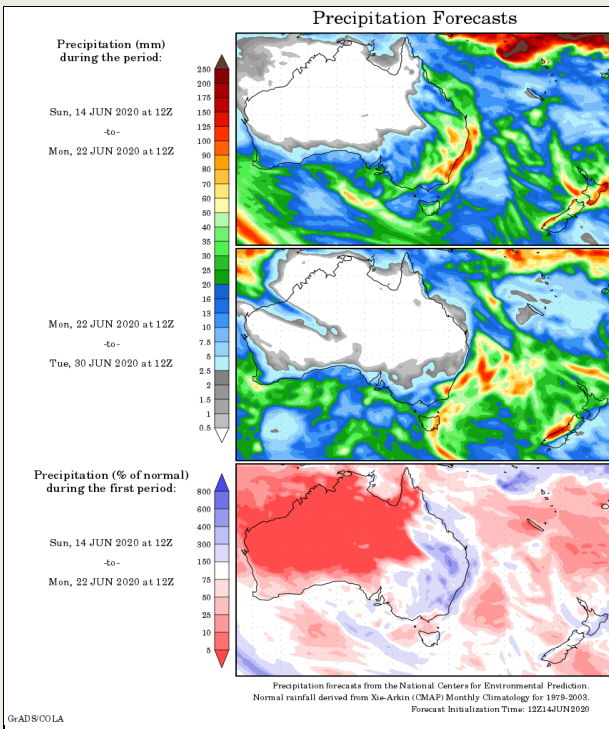 Precipitation Forecasts
Precipitation (mm)
during the period:
Sun, 14 JUN 2020 at 12Z
-to-
Mon, 22 JUN 2020 at 12Z
250
200
175
150
125
100
90
80
70
60
50
40
35
30
25
20
16
13
10
7.5
5
2.5
2
1.5
1
0.5
Mon, 22 JUN 2020 at 12Z
-to-
Tue, 30 JUN 2020 at 12Z
Precipitation (% of normal)
during the first period:
Sun, 14 JUN 2020 at 12Z
-to-
Mon, 22 JUN 2020 at 12Z
800
600
400
300
150
75
50
25
10
5
Precipitation forecasts from the National Centers for Environmental Prediction.
Normal rainfall derived from Xie-Arkin (CMAP) Monthly Climatology for 1979-2003.
Forecast Initialization Time: 12Z14JUN2020
GrADS/COLA